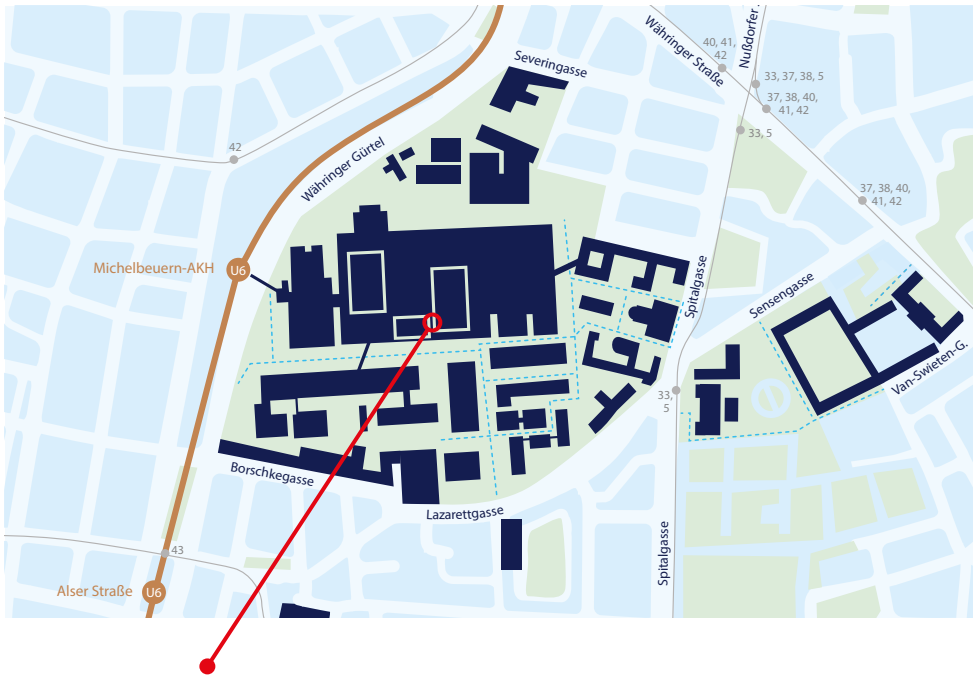 Severingasse
Währinger Straße
Nußdorfer
40, 41,
42
33, 37, 38, 5
37, 38, 40,
41, 42
33, 5
42
Währinger Gürtel
37, 38, 40,
41, 42
Michelbeuern-AKH
U6
Spitalgasse
Sensengasse
Van-Swieten-G.
33,
5
Borschkegasse
Lazarettgasse
Spitalgasse
43
Alser Straße
U6